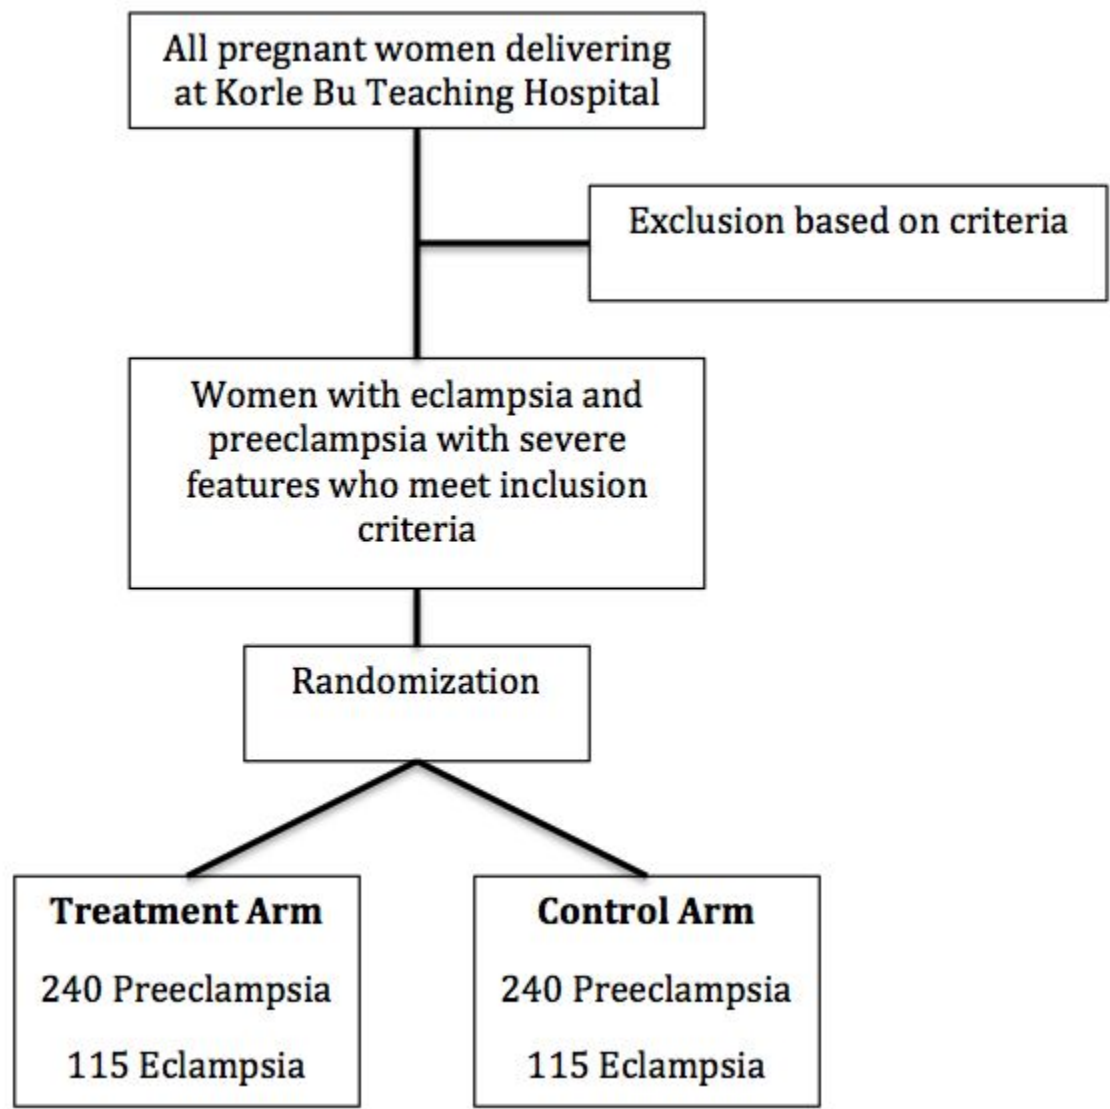 All pregnant women delivering
at Korle Bu Teaching Hospital
Exclusion based on criteria
Women with eclampsia and
preeclampsia with severe
features who meet inclusion
criteria
Randomization
Treatment Arm
240 Preeclampsia
115 Eclampsia
Control Arm
240 Preeclampsia
115 Eclampsia